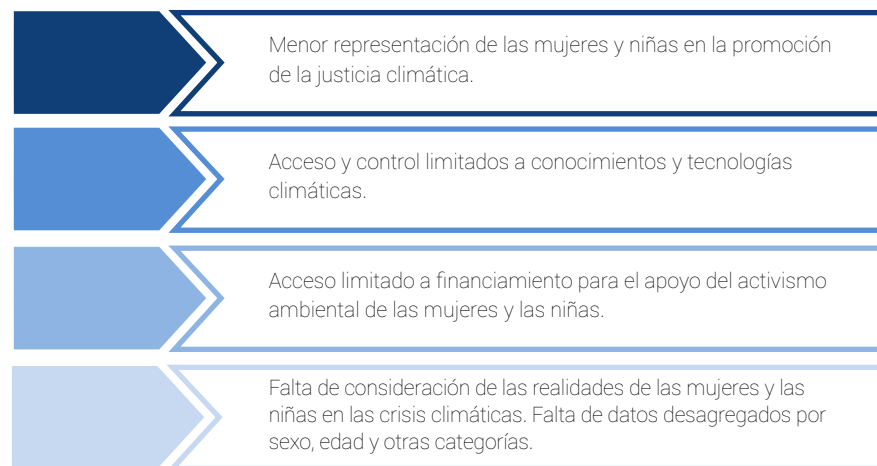 Menor representación de las mujeres y niñas en la promoción
de la justicia climática.
Acceso y control limitados a conocimientos y tecnologías
climáticas.
Acceso limitado a financiamiento para el apoyo del activismo
ambiental de las mujeres y las niñas.
Falta de consideración de las realidades de las mujeres y las
niñas en las crisis climáticas. Falta de datos desagregados por
sexo, edad y otras categorías.